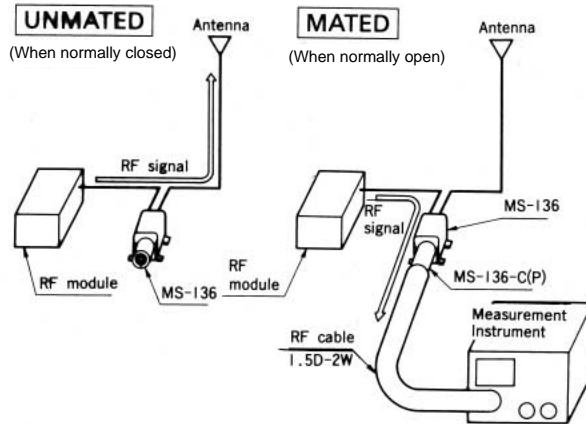 UNMATED
(When normally closed)
Antenna
RF signal
RF module
MS-136
MATED
(When normally open)
Antenna
RF
signal
MS-136
MS-136-C(P)
RF
module
RF cable
1.5D-2W
Measurement
Instrument